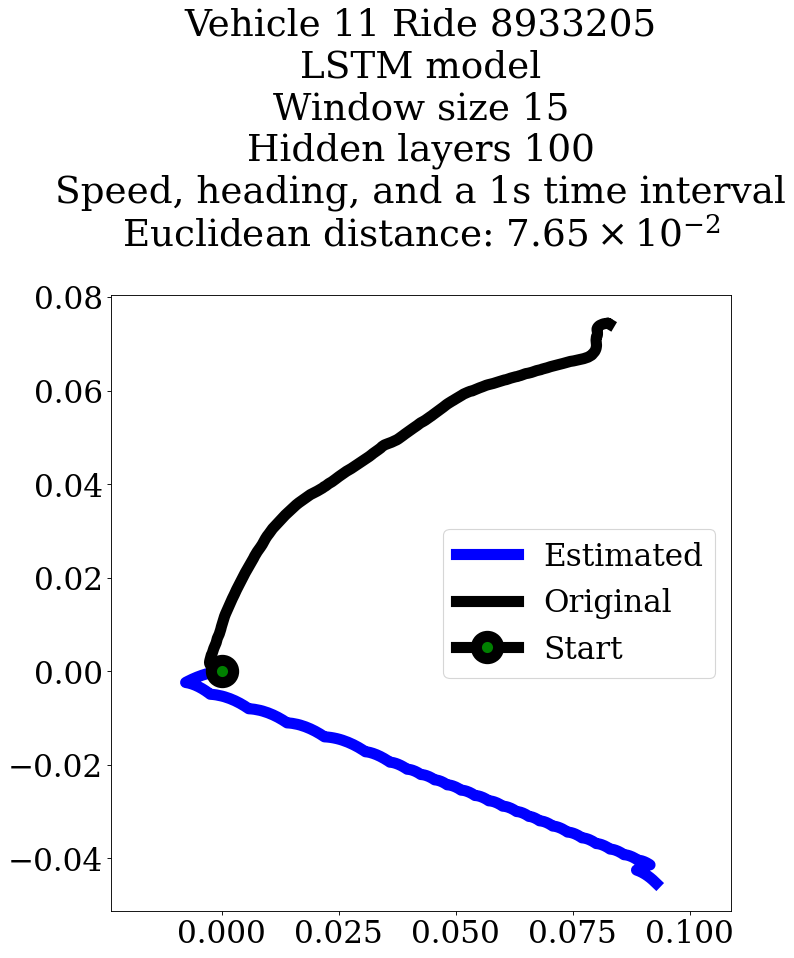 Vehicle 11 Ride 8933205
LSTM model
Window size 15
Hidden layers 100
Speed, heading, and a 1s time interval
Euclidean distance: 7.65 × 10⁻²
0.08
0.06
0.04
0.02
0.00
−0.02
−0.04
Estimated
Original
Start
0.000 0.025 0.050 0.075 0.100